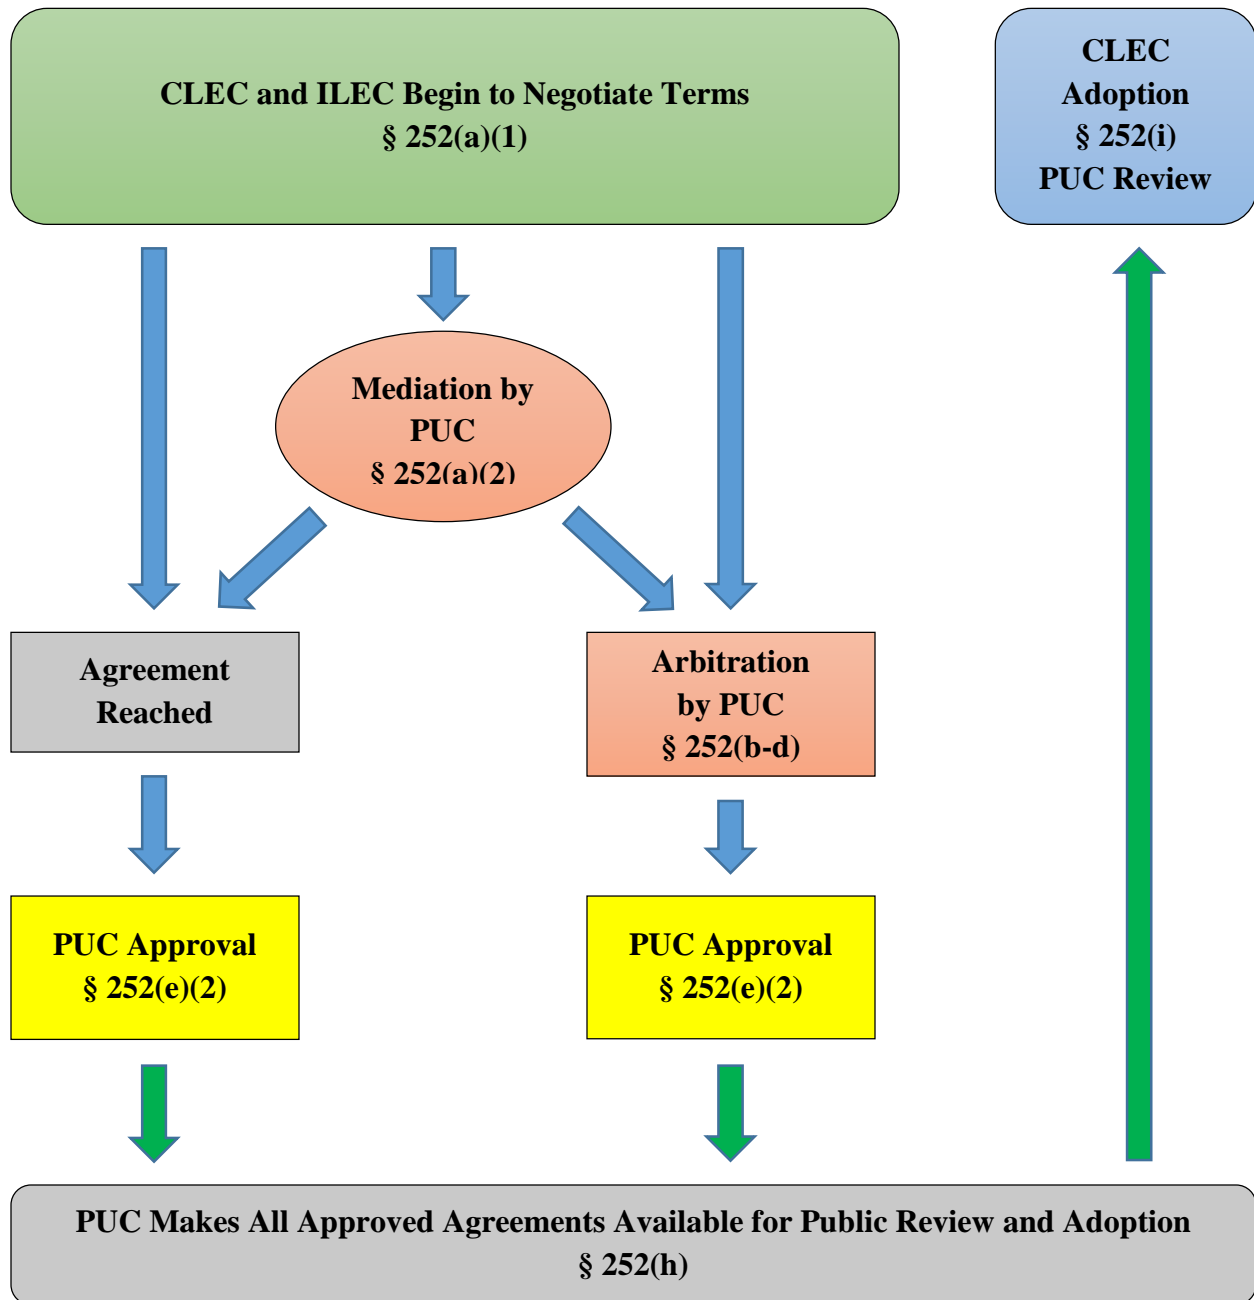 CLEC and ILEC Begin to Negotiate Terms
§ 252(a)(1)
CLEC
Adoption
§ 252(i)
PUC Review
Mediation by
PUC
§ 252(a)(2)
Agreement
Reached
Arbitration
by PUC
§ 252(b-d)
PUC Approval
§ 252(e)(2)
PUC Approval
§ 252(e)(2)
PUC Makes All Approved Agreements Available for Public Review and Adoption
§ 252(h)